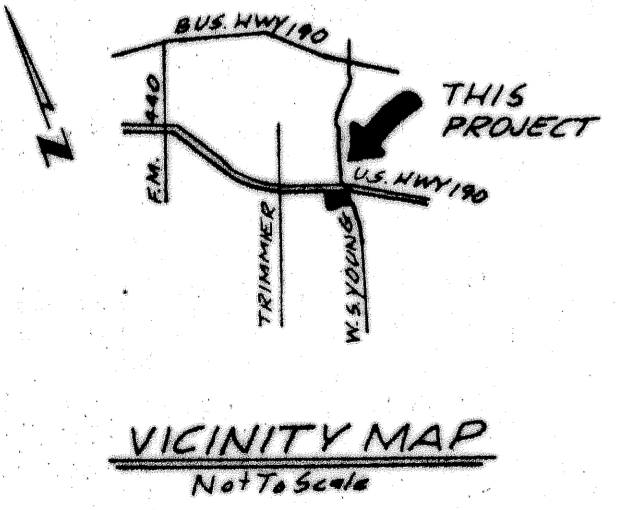 BUS. HWY 190
THIS
PROJECT
F.M. 440
U.S. HWY 190
TRIMMIER
W.S. YOUNG
N
VICINITY MAP
Not To Scale